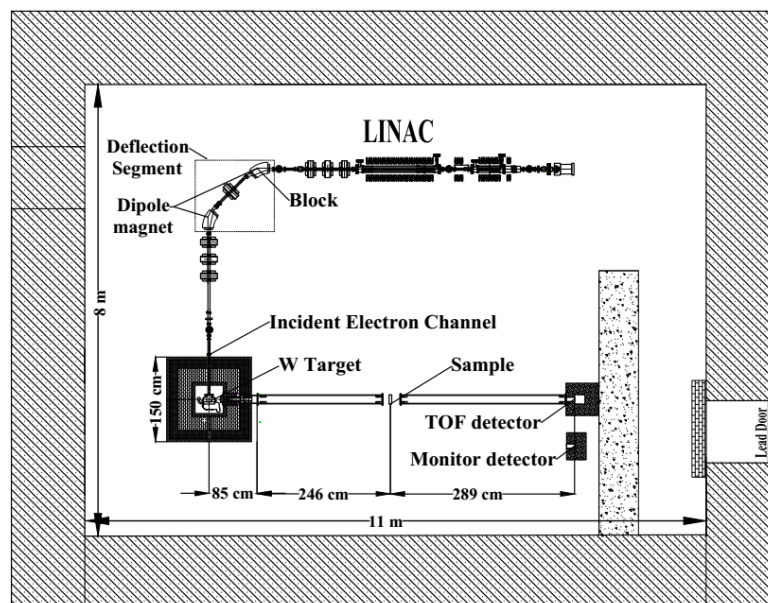 LINAC
Deflection
Segment
Block
Dipole
magnet
8 m
Incident Electron Channel
W Target
Sample
150 cm
TOF detector
Monitor detector
Lead Door
85 cm
246 cm
289 cm
11 m